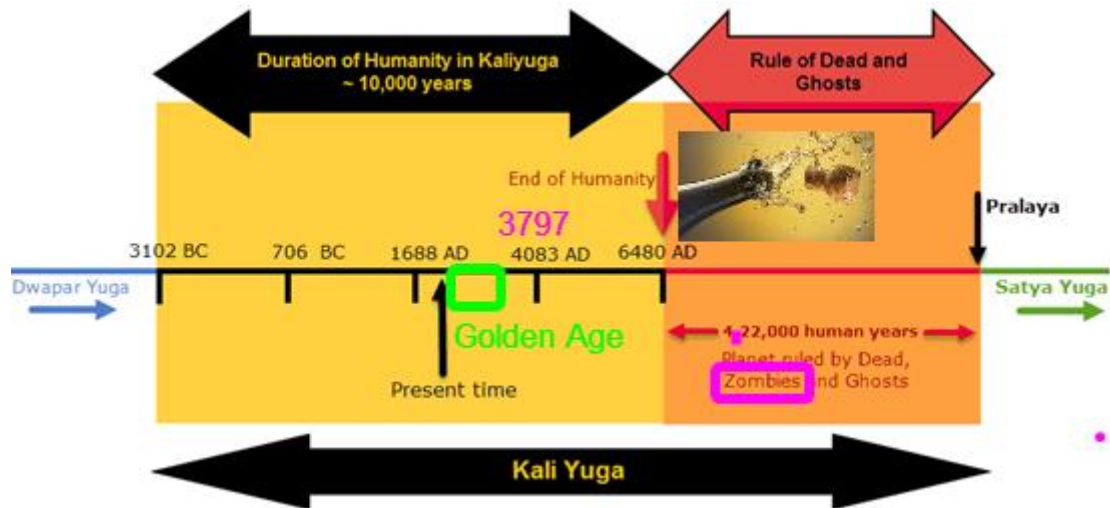 Duration of Humanity in Kaliyuga
~ 10,000 years
Rule of Dead and
Ghosts
End of Humanity
3797
Pralaya
3102 BC
706 BC
1688 AD
4083 AD
6480 AD
Dwapar Yuga
Satya Yuga
Golden Age
Present time
4,22,000 human years
Planet ruled by Dead,
Zombies and Ghosts
Kali Yuga